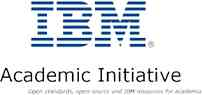 IBM®
Academic Initiative
Open standards, open source and IBM resources for Academia